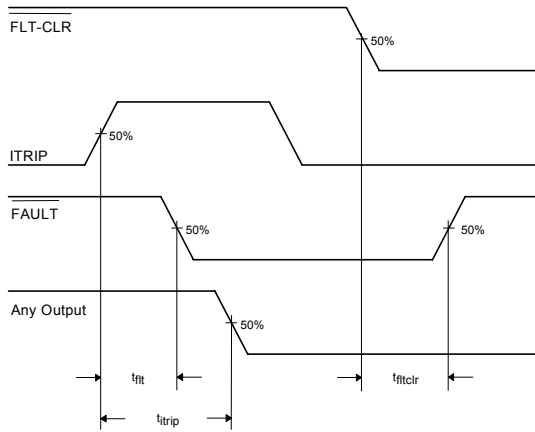 FLT-CLR
50%
50%
ITRIP
FAULT
50%
50%
Any Output
50%
tflt
tfltclr
titrip